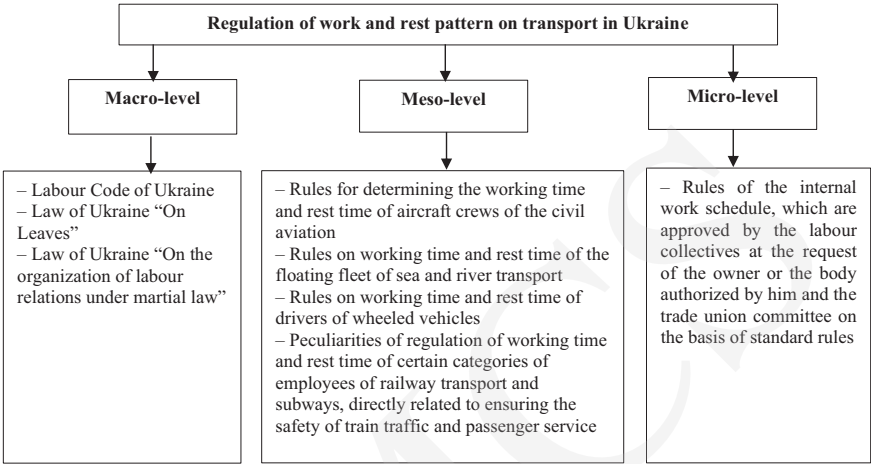 Regulation of work and rest pattern on transport in Ukraine
Macro-level
Meso-level
Micro-level
– Labour Code of Ukraine
– Law of Ukraine “On
Leaves”
– Law of Ukraine “On the
organization of labour
relations under martial law”
– Rules for determining the working time
and rest time of aircraft crews of the civil
aviation
– Rules on working time and rest time of the
floating fleet of sea and river transport
– Rules on working time and rest time of
drivers of wheeled vehicles
– Peculiarities of regulation of working time
and rest time of certain categories of
employees of railway transport and
subways, directly related to ensuring the
safety of train traffic and passenger service
– Rules of the internal
work schedule, which are
approved by the labour
collectives at the request
of the owner or the body
authorized by him and the
trade union committee on
the basis of standard rules